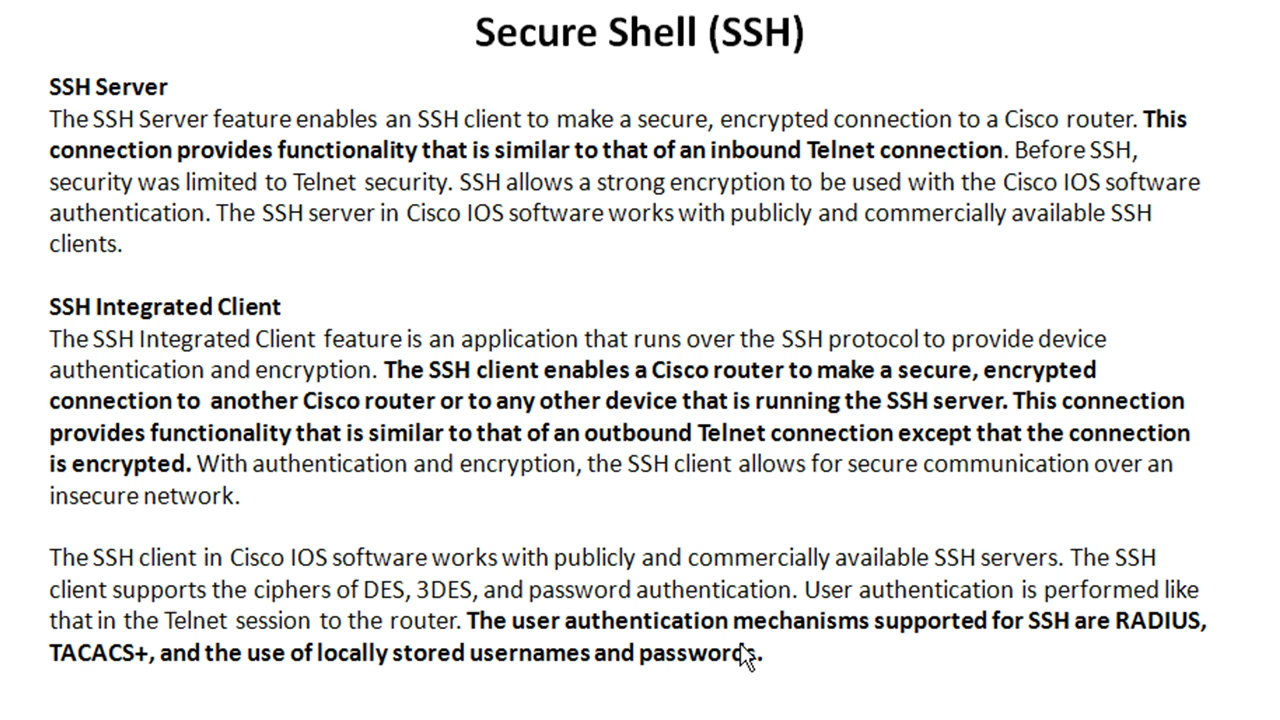 Secure Shell (SSH)
SSH Server
The SSH Server feature enables an SSH client to make a secure, encrypted connection to a Cisco router. This
connection provides functionality that is similar to that of an inbound Telnet connection. Before SSH,
security was limited to Telnet security. SSH allows a strong encryption to be used with the Cisco IOS software
authentication. The SSH server in Cisco IOS software works with publicly and commercially available SSH
clients.
SSH Integrated Client
The SSH Integrated Client feature is an application that runs over the SSH protocol to provide device
authentication and encryption. The SSH client enables a Cisco router to make a secure, encrypted
connection to another Cisco router or to any other device that is running the SSH server. This connection
provides functionality that is similar to that of an outbound Telnet connection except that the connection
is encrypted. With authentication and encryption, the SSH client allows for secure communication over an
insecure network.
The SSH client in Cisco IOS software works with publicly and commercially available SSH servers. The SSH
client supports the ciphers of DES, 3DES, and password authentication. User authentication is performed like
that in the Telnet session to the router. The user authentication mechanisms supported for SSH are RADIUS,
TACACS+, and the use of locally stored usernames and passwords.